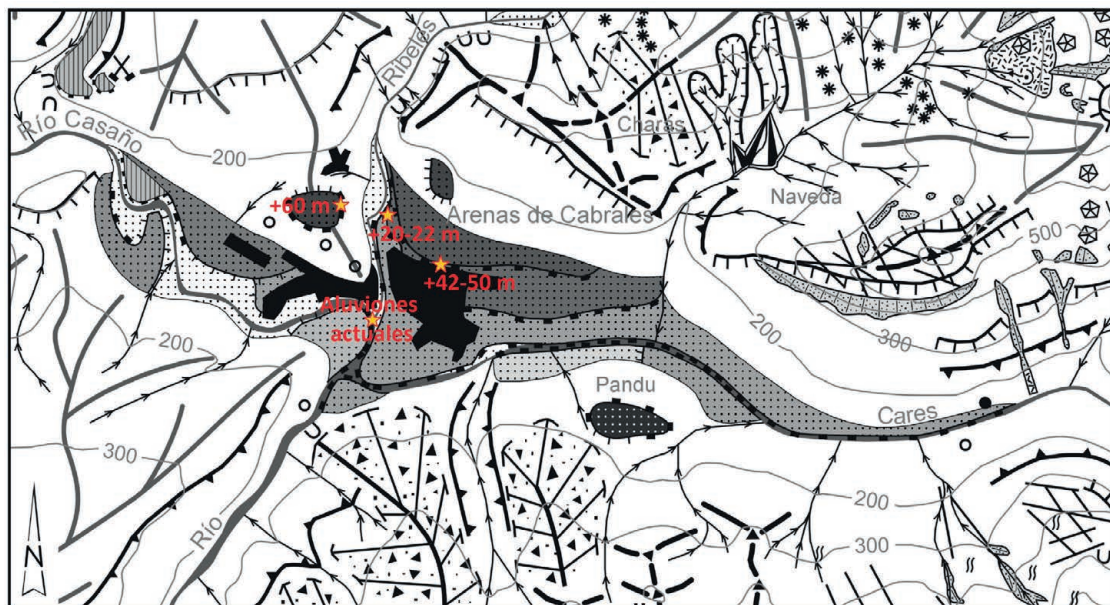 Río Casaño
Ribeles
200
Charás
Naveda
+60 m
Arenas de Cabrales
+20-22 m
500
+42-50 m
Aluviones
actuales
200
200
300
Pandu
Cares
300
200
Río
300
N